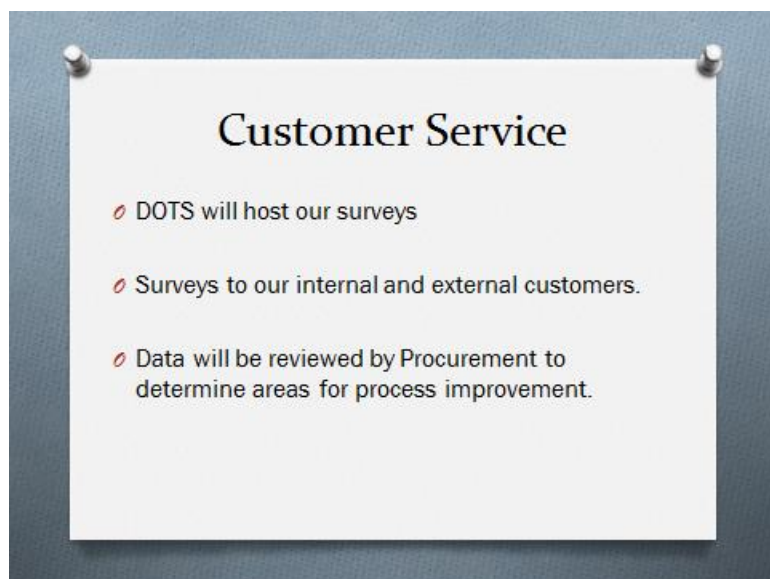 Customer Service
DOTS will host our surveys
Surveys to our internal and external customers.
Data will be reviewed by Procurement to
determine areas for process improvement.